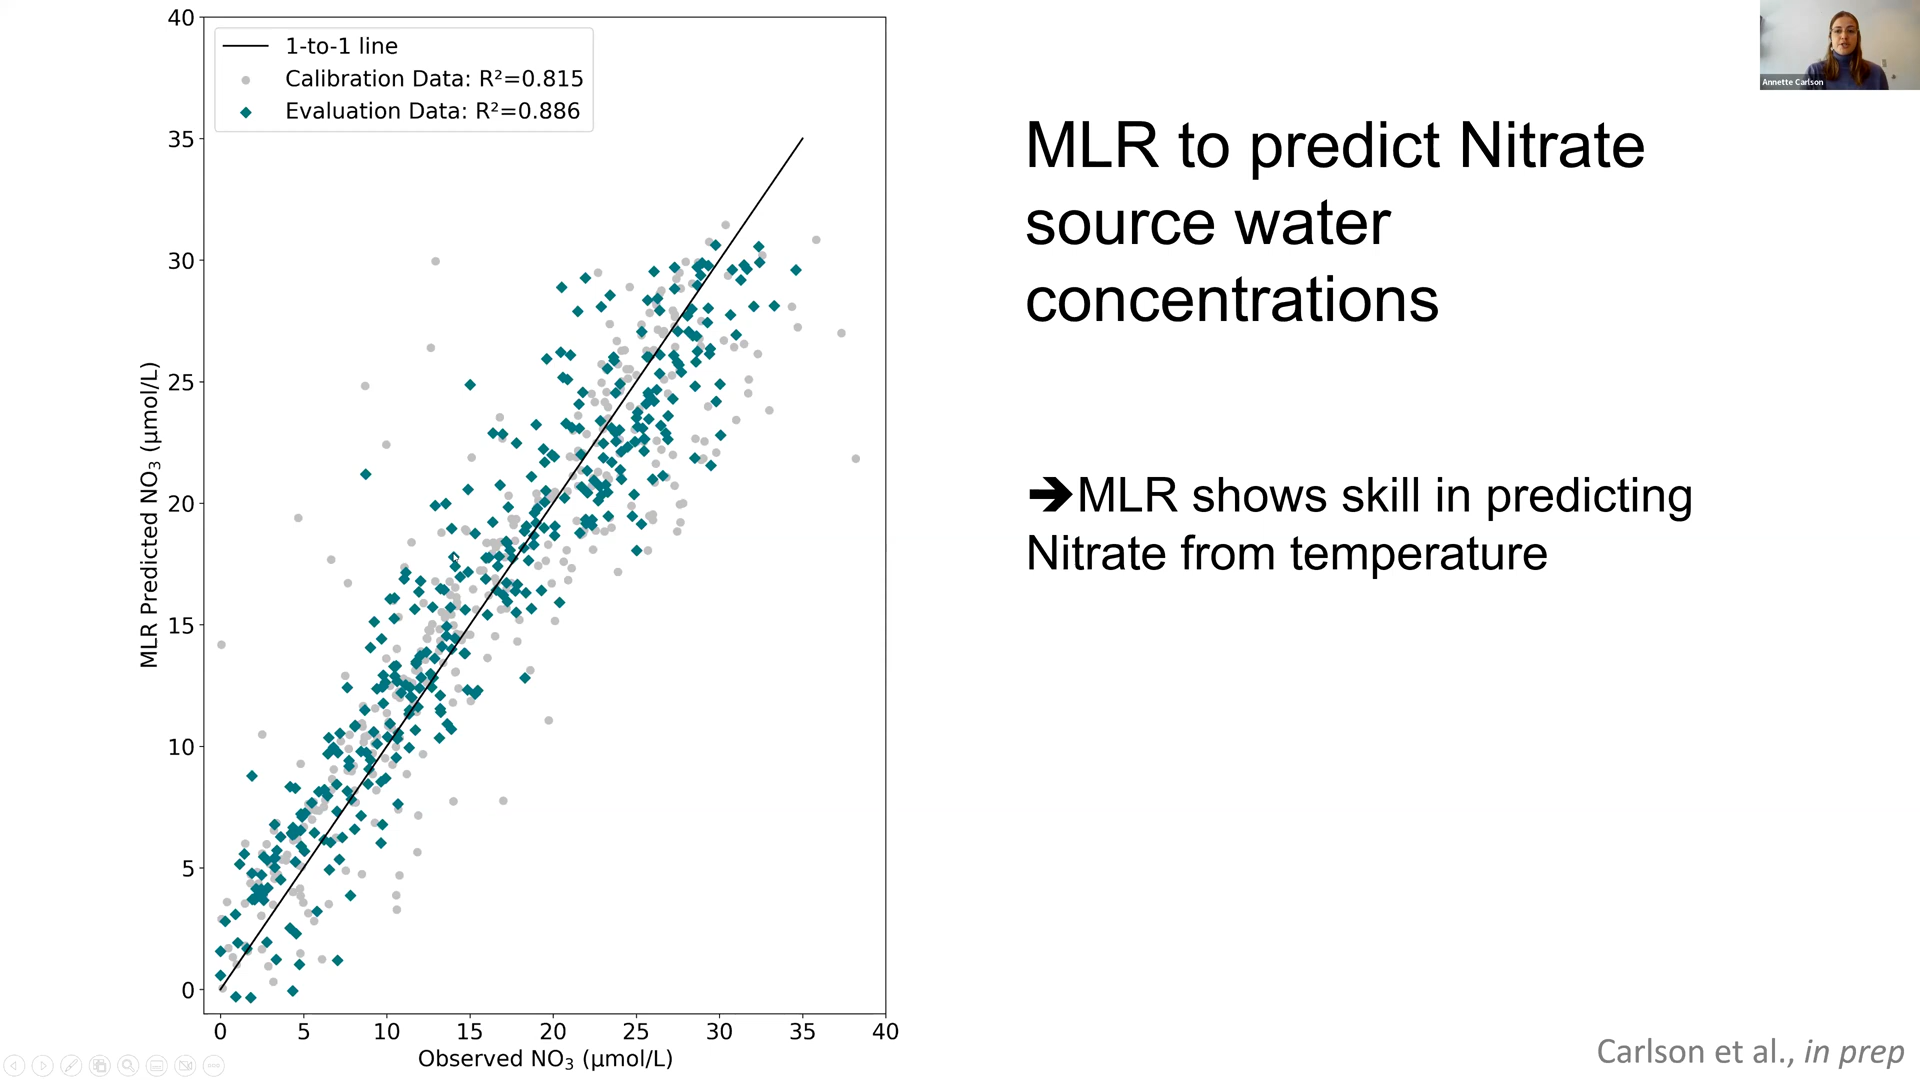 40
1-to-1 line
Calibration Data: R²=0.815
Evaluation Data: R²=0.886
35
30
25
20
15
10
5
0
MLR Predicted NO₃ (µmol/L)
0 5 10 15 20 25 30 35 40
Observed NO₃ (µmol/L)
Annette Carlson
MLR to predict Nitrate
source water
concentrations
➔MLR shows skill in predicting
Nitrate from temperature
Carlson et al., in prep